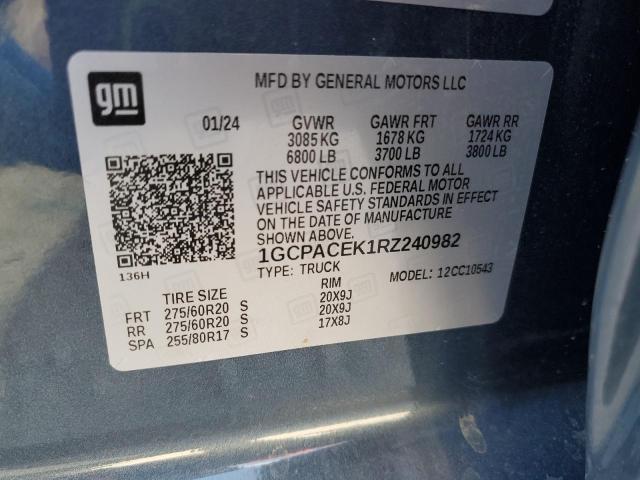 gm
MFD BY GENERAL MOTORS LLC
01/24 GVWR GAWR FRT GAWR RR
3085 KG 1678 KG 1724 KG
6800 LB 3700 LB 3800 LB
THIS VEHICLE CONFORMS TO ALL
APPLICABLE U.S. FEDERAL MOTOR
VEHICLE SAFETY STANDARDS IN EFFECT
ON THE DATE OF MANUFACTURE
SHOWN ABOVE.
1GCPACEK1RZ240982
136H
TYPE: TRUCK MODEL: 12CC10543
TIRE SIZE RIM
FRT 275/60R20 S 20X9J
RR 275/60R20 S 20X9J
SPA 255/80R17 S 17X8J